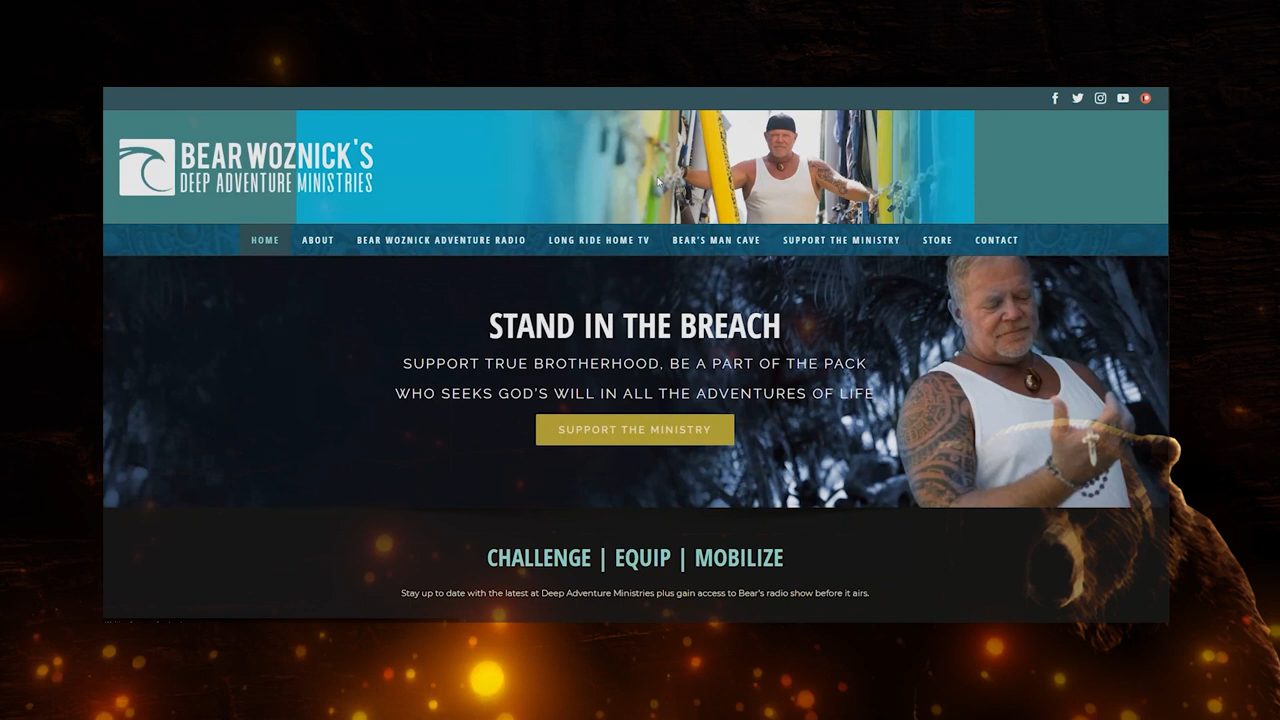 BEAR WOZNICK'S
DEEP ADVENTURE MINISTRIES
HOME ABOUT BEAR WOZNICK ADVENTURE RADIO LONG RIDE HOME TV BEAR'S MAN CAVE SUPPORT THE MINISTRY STORE CONTACT
STAND IN THE BREACH
SUPPORT TRUE BROTHERHOOD, BE A PART OF THE PACK
WHO SEEKS GOD'S WILL IN ALL THE ADVENTURES OF LIFE
SUPPORT THE MINISTRY
CHALLENGE | EQUIP | MOBILIZE
Stay up to date with the latest at Deep Adventure Ministries plus gain access to Bear's radio show before it airs.